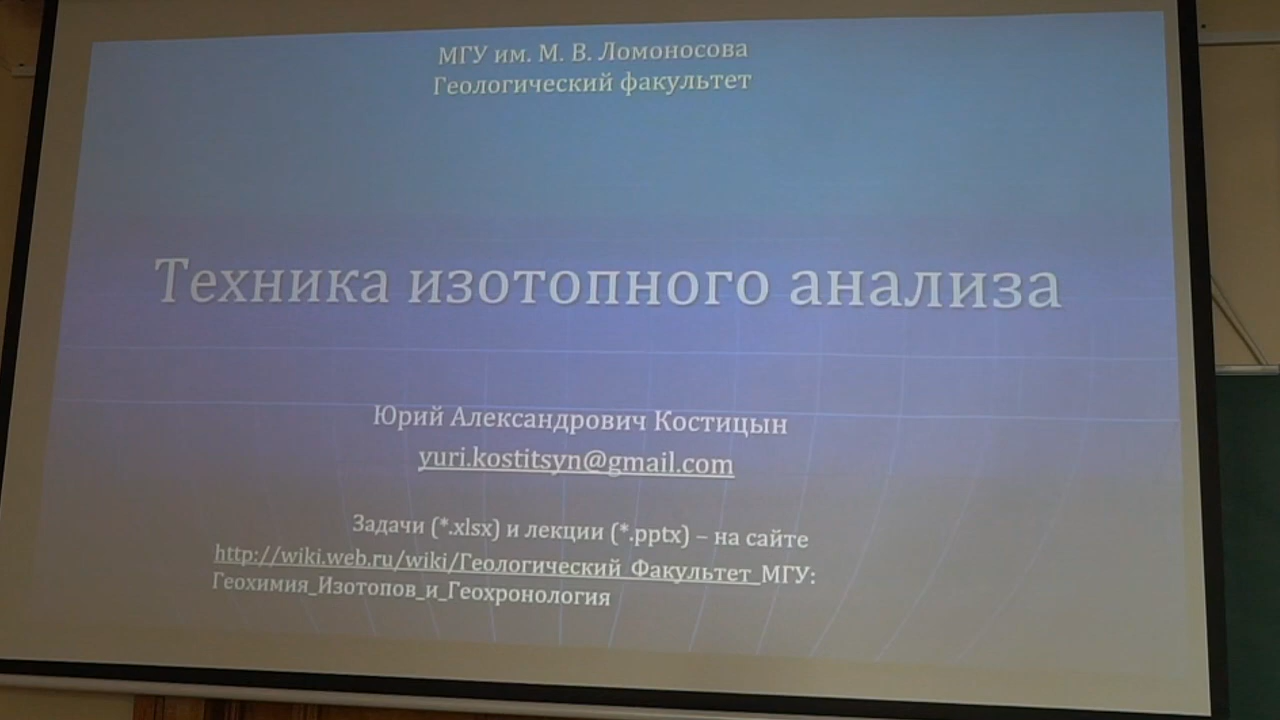 МГУ им. М. В. Ломоносова
Геологический факультет
Техника изотопного анализа
Юрий Александрович Костицын
yuri.kostitsyn@gmail.com
Задачи (*.xlsx) и лекции (*.pptx) – на сайте
http://wiki.web.ru/wiki/Геологический_Факультет_МГУ:
Геохимия_Изотопов_и_Геохронология